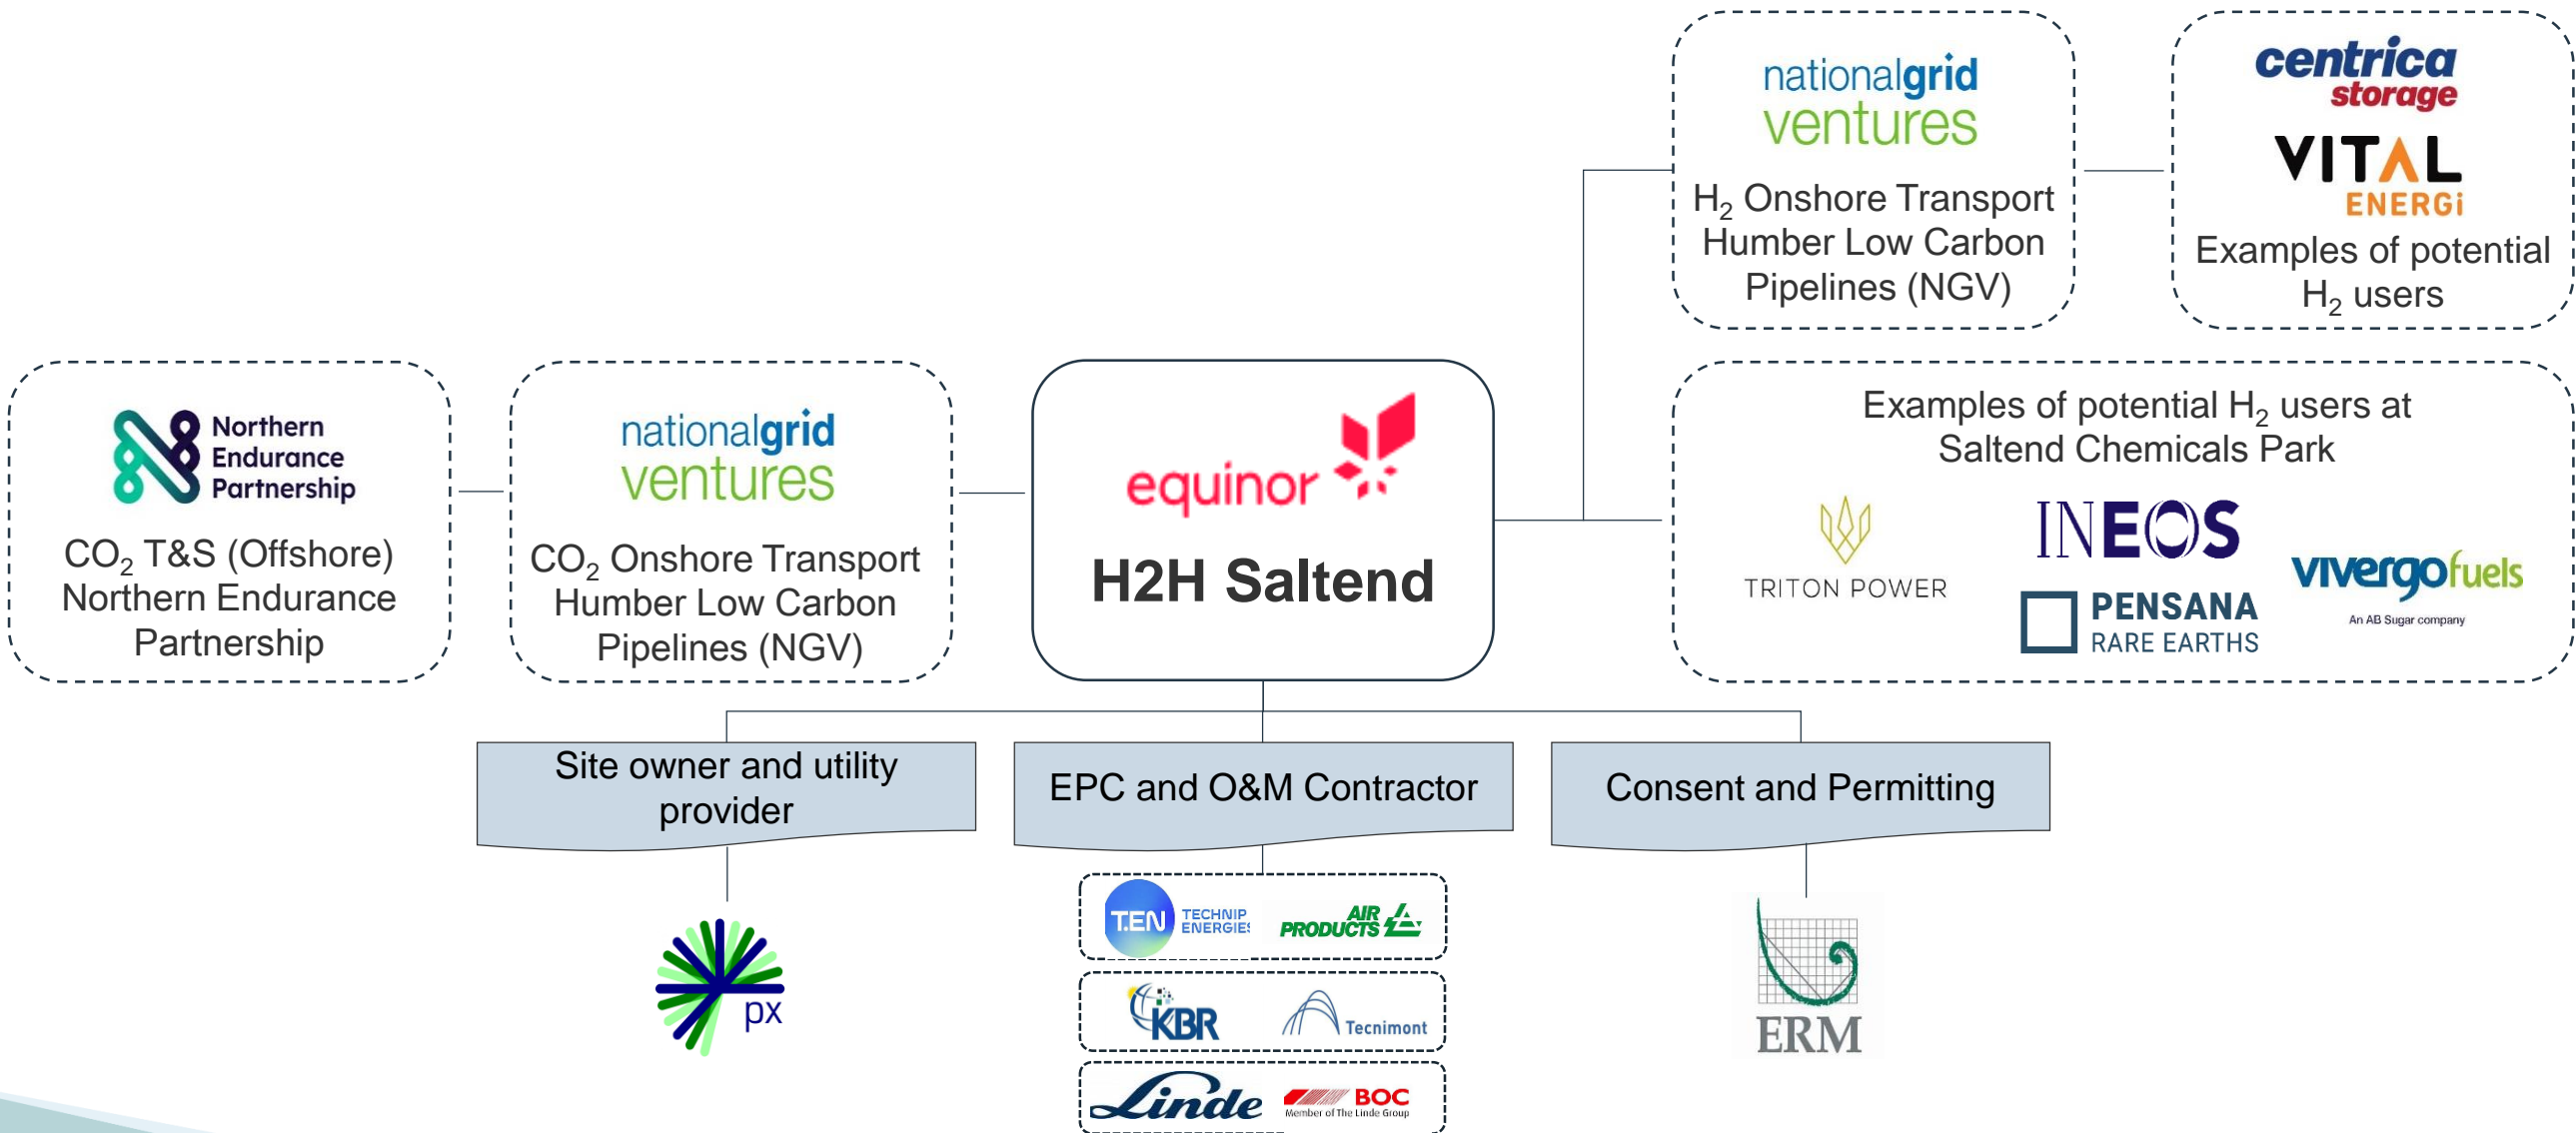 nationalgrid
ventures
H₂ Onshore Transport
Humber Low Carbon
Pipelines (NGV)
centrica
storage
VITAL
ENERGi
Examples of potential
H₂ users
Northern
Endurance
Partnership
CO₂ T&S (Offshore)
Northern Endurance
Partnership
nationalgrid
ventures
CO₂ Onshore Transport
Humber Low Carbon
Pipelines (NGV)
equinor
H2H Saltend
Examples of potential H₂ users at
Saltend Chemicals Park
TRITON POWER
INEOS
PENSANA
RARE EARTHS
vivergofuels
An AB Sugar company
Site owner and utility
provider
EPC and O&M Contractor
Consent and Permitting
px
T.EN
TECHNIP
ENERGIES
AIR
PRODUCTS
KBR
Tecnimont
Linde
BOC
Member of The Linde Group
ERM